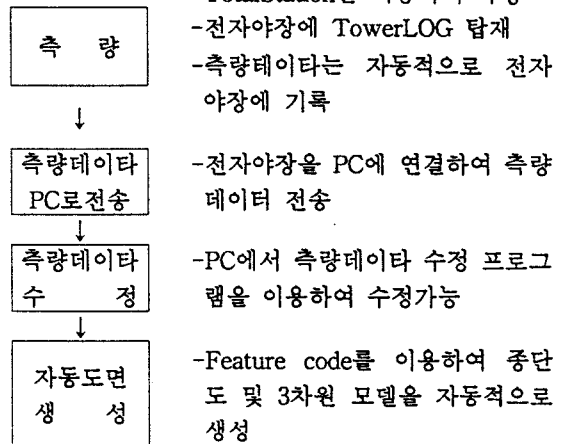 측 량
-전자야장에 TowerLOG 탑재
-측량테이타는 자동적으로 전자
야장에 기록
↓
측량데이타
PC로전송
-전자야장을 PC에 연결하여 측량
데이터 전송
↓
측량데이타
수 정
-PC에서 측량데이타 수정 프로그
램을 이용하여 수정가능
↓
자동도면
생 성
-Feature code를 이용하여 종단
도 및 3차원 모델을 자동적으로
생성